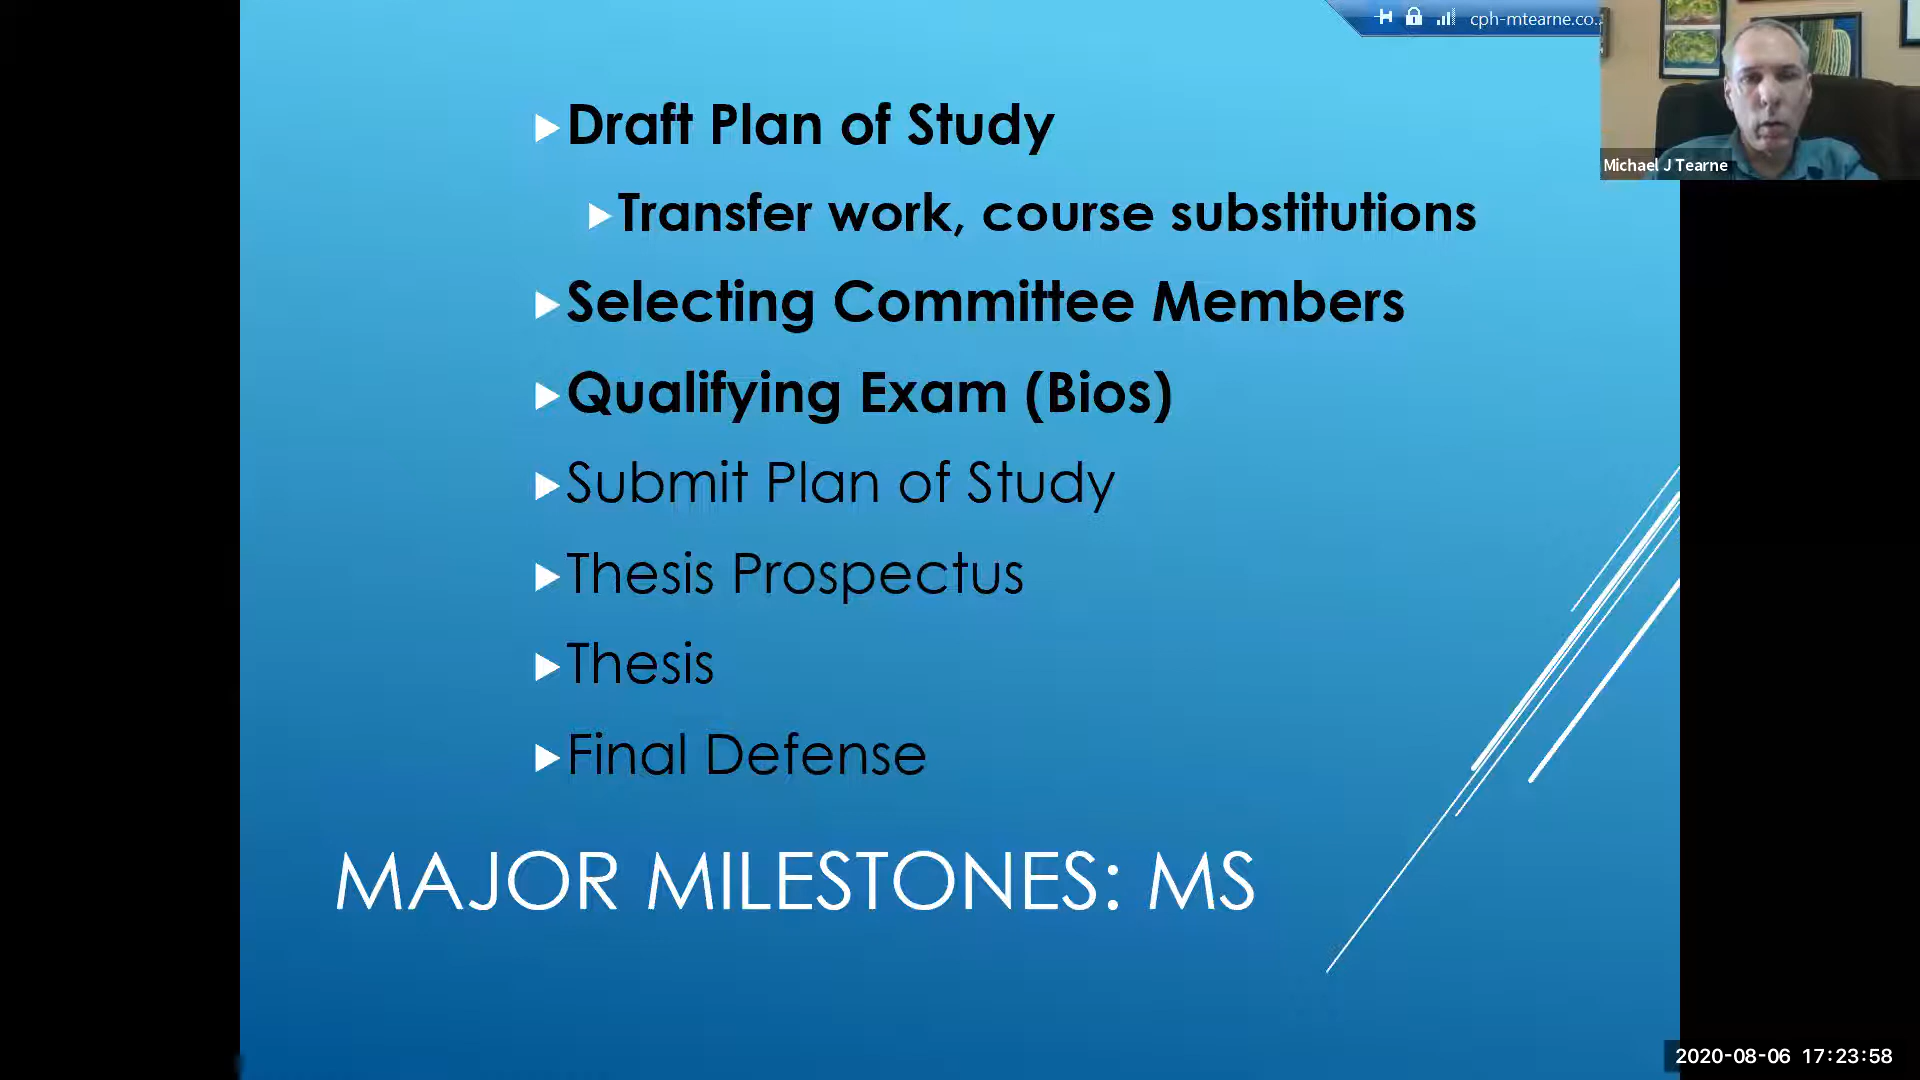 cph-mtearne.co...
Michael J Tearne
Draft Plan of Study
Transfer work, course substitutions
Selecting Committee Members
Qualifying Exam (Bios)
Submit Plan of Study
Thesis Prospectus
Thesis
Final Defense
MAJOR MILESTONES: MS
2020-08-06 17:23:58